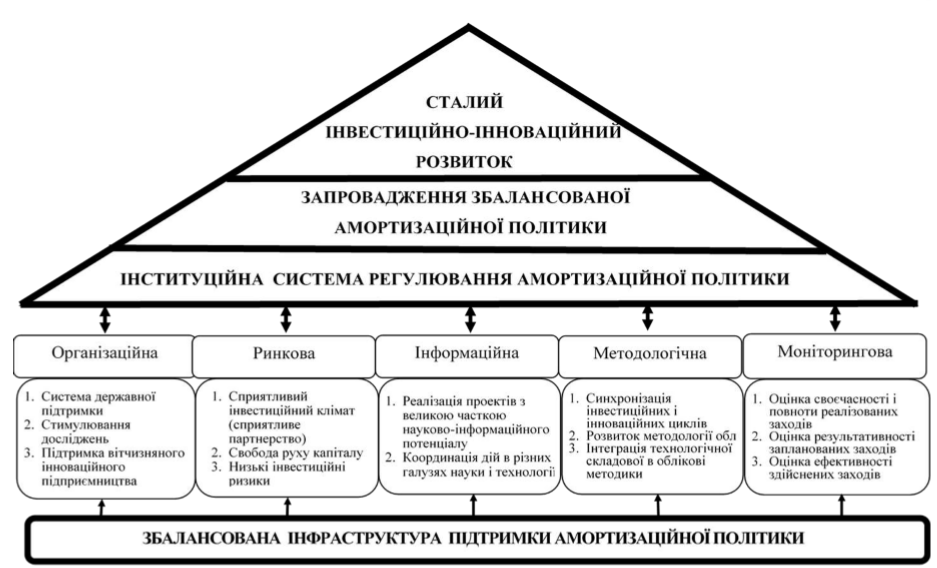 СТАЛИЙ
ІНВЕСТИЦІЙНО-ІННОВАЦІЙНИЙ
РОЗВИТОК
ЗАПРОВАДЖЕННЯ ЗБАЛАНСОВАНОЇ
АМОРТИЗАЦІЙНОЇ ПОЛІТИКИ
ІНСТИТУЦІЙНА СИСТЕМА РЕГУЛЮВАННЯ АМОРТИЗАЦІЙНОЇ ПОЛІТИКИ
Організаційна
1. Система державної
підтримки
2. Стимулювання
досліджень
3. Підтримка вітчизняного
інноваційного
підприємництва
Ринкова
1. Сприятливий
інвестиційний клімат
(сприятливе
партнерство)
2. Свобода руху капіталу
3. Низькі інвестиційні
ризики
Інформаційна
1. Реалізація проектів з
великою часткою
науково-інформаційного
потенціалу
2. Координація дій в різних
галузях науки і технології
Методологічна
1. Синхронізація
інвестиційних і
інноваційних циклів
2. Розвиток методології обл
3. Інтеграція технологічної
складової в облікові
методики
Моніторингова
1. Оцінка своєчасності і
повноти реалізованих
заходів
2. Оцінка результативності
запланованих заходів
3. Оцінка ефективності
здійснених заходів
ЗБАЛАНСОВАНА ІНФРАСТРУКТУРА ПІДТРИМКИ АМОРТИЗАЦІЙНОЇ ПОЛІТИКИ